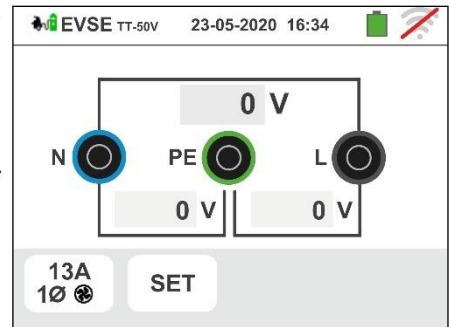 EVSE TT-50V 23-05-2020 16:34
0 V
N PE L
0 V 0 V
13A SET
1Ø